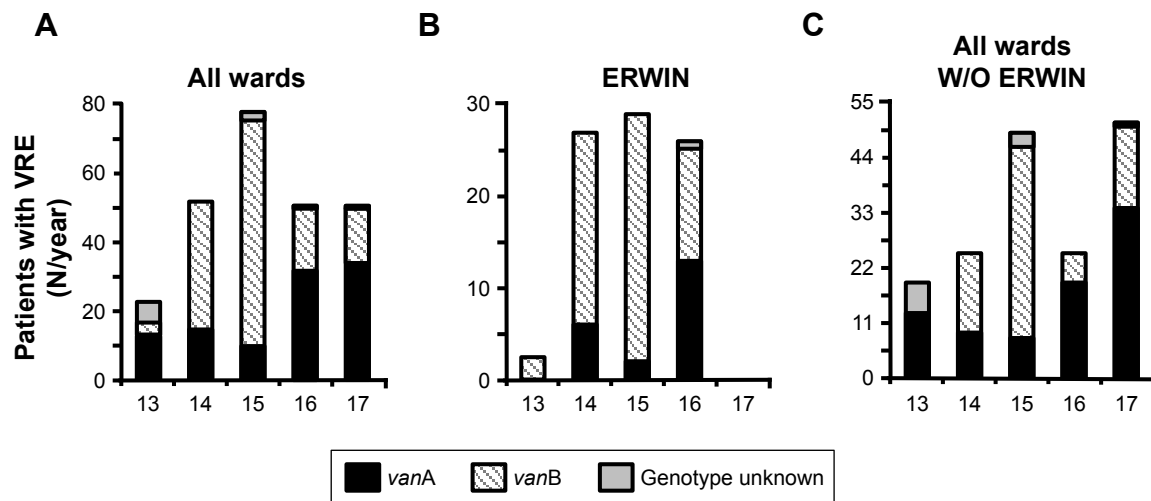 A
B
C
All wards
ERWIN
All wards
W/O ERWIN
Patients with VRE
(N/year)
80
60
40
20
0
13 14 15 16 17
30
20
10
0
13 14 15 16 17
55
44
33
22
11
0
13 14 15 16 17
vanA vanB Genotype unknown